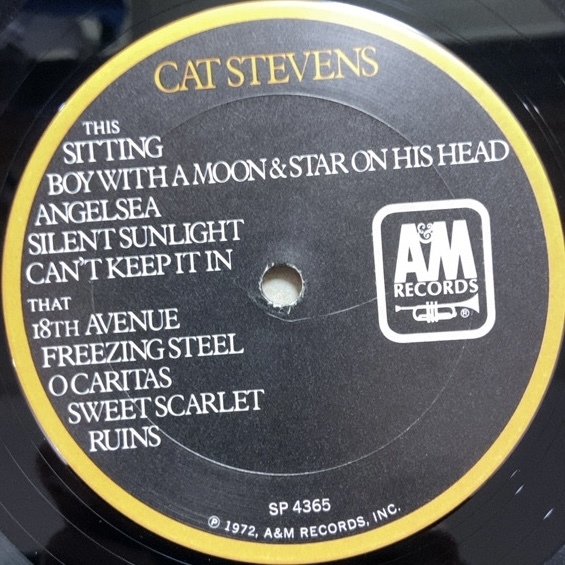 CAT STEVENS
THIS
SITTING
BOY WITH A MOON & STAR ON HIS HEAD
ANGELSEA
SILENT SUNLIGHT
CAN'T KEEP IT IN
THAT
18TH AVENUE
FREEZING STEEL
O CARITAS
SWEET SCARLET
RUINS
A&M
RECORDS
®
SP 4365
℗ 1972, A&M RECORDS, INC.